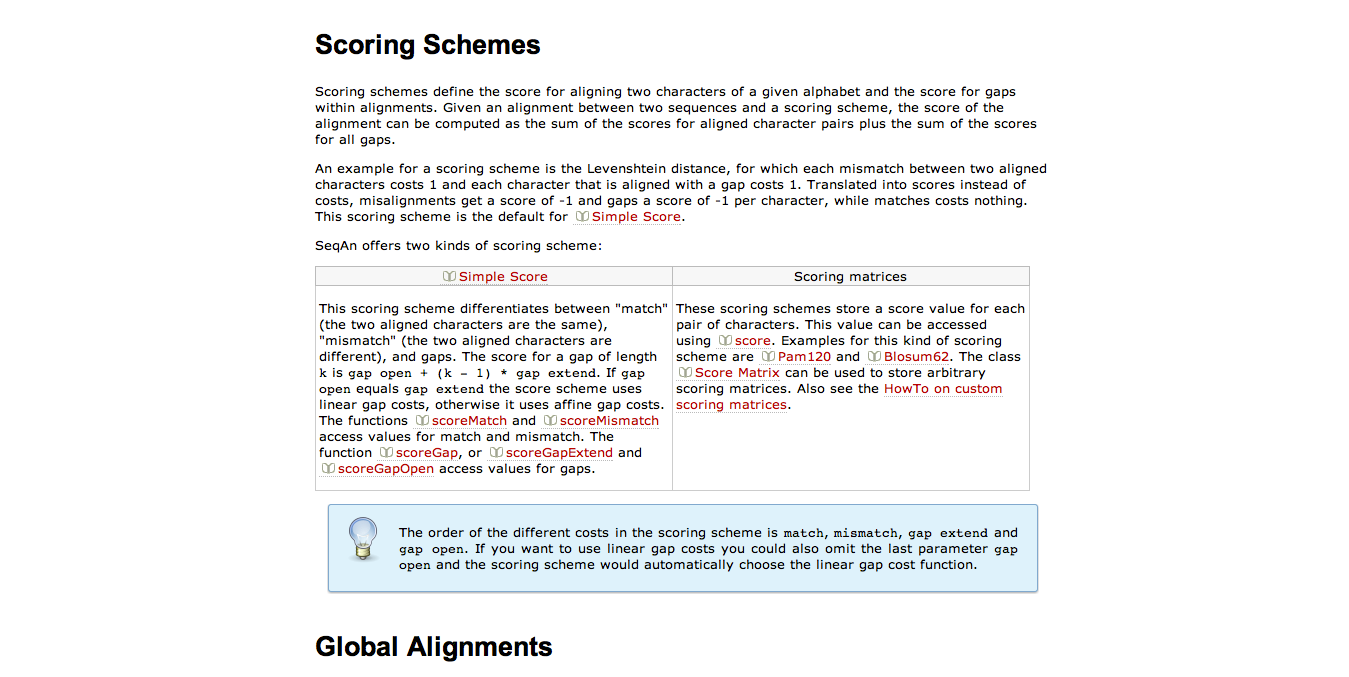 Scoring Schemes
Scoring schemes define the score for aligning two characters of a given alphabet and the score for gaps
within alignments. Given an alignment between two sequences and a scoring scheme, the score of the
alignment can be computed as the sum of the scores for aligned character pairs plus the sum of the scores
for all gaps.
An example for a scoring scheme is the Levenshtein distance, for which each mismatch between two aligned
characters costs 1 and each character that is aligned with a gap costs 1. Translated into scores instead of
costs, misalignments get a score of -1 and gaps a score of -1 per character, while matches costs nothing.
This scoring scheme is the default for Simple Score.
SeqAn offers two kinds of scoring scheme:
Simple Score
This scoring scheme differentiates between "match"
(the two aligned characters are the same),
"mismatch" (the two aligned characters are
different), and gaps. The score for a gap of length
k is gap open + (k - 1) * gap extend. If gap
open equals gap extend the score scheme uses
linear gap costs, otherwise it uses affine gap costs.
The functions scoreMatch and scoreMismatch
access values for match and mismatch. The
function scoreGap, or scoreGapExtend and
scoreGapOpen access values for gaps.
Scoring matrices
These scoring schemes store a score value for each
pair of characters. This value can be accessed
using score. Examples for this kind of scoring
scheme are Pam120 and Blosum62. The class
Score Matrix can be used to store arbitrary
scoring matrices. Also see the HowTo on custom
scoring matrices.
The order of the different costs in the scoring scheme is match, mismatch, gap extend and
gap open. If you want to use linear gap costs you could also omit the last parameter gap
open and the scoring scheme would automatically choose the linear gap cost function.
Global Alignments